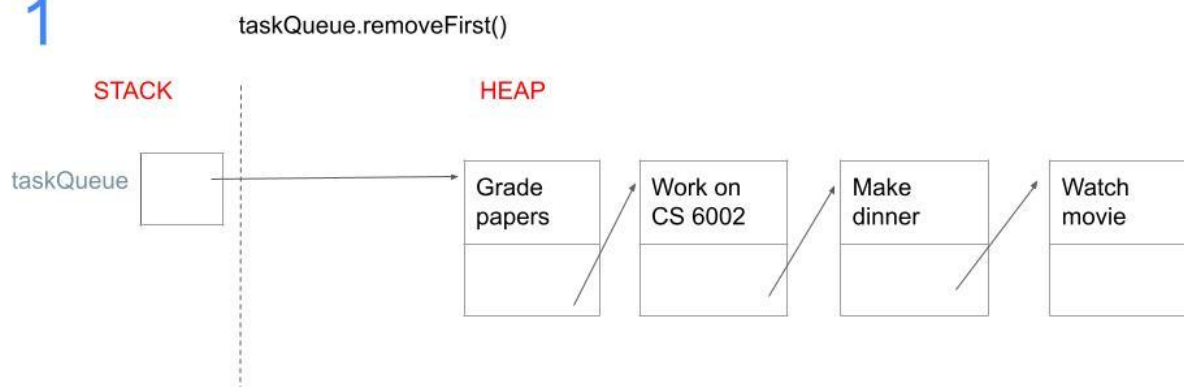 1
taskQueue.removeFirst()
STACK
HEAP
taskQueue
Grade
papers
Work on
CS 6002
Make
dinner
Watch
movie